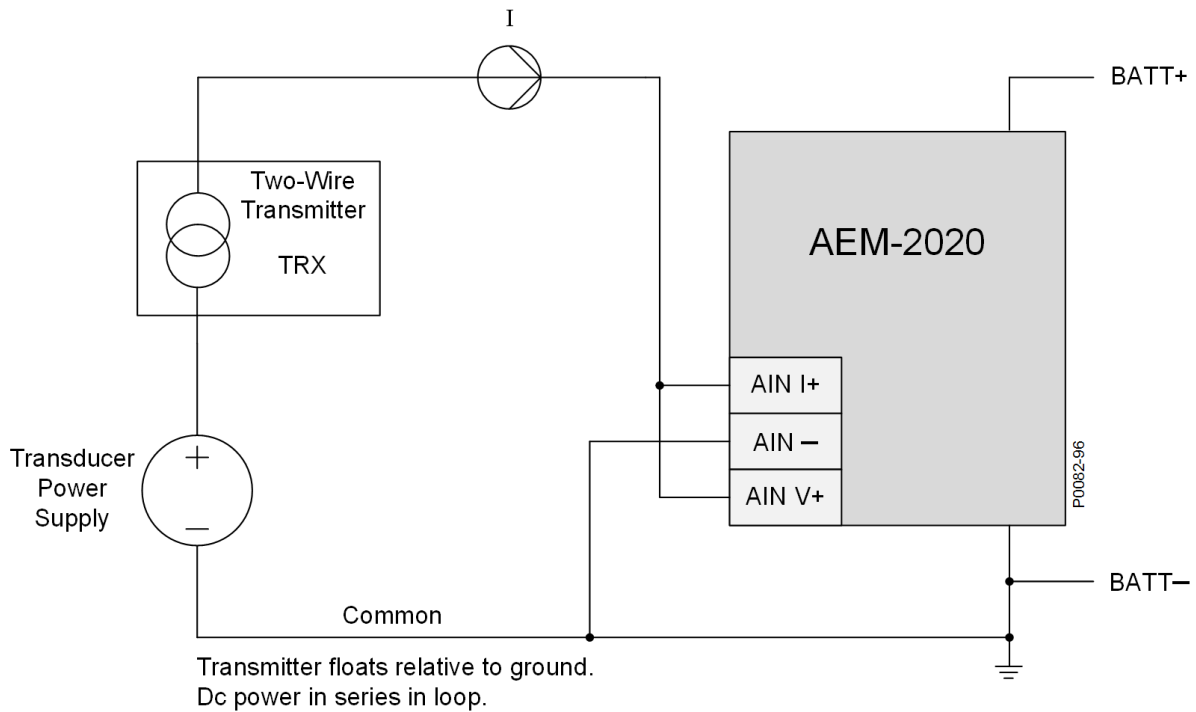 I
BATT+
Two-Wire
Transmitter
TRX
AEM-2020
AIN I+
AIN –
AIN V+
P0082-96
Transducer
Power
Supply
+
–
BATT–
Common
Transmitter floats relative to ground.
Dc power in series in loop.